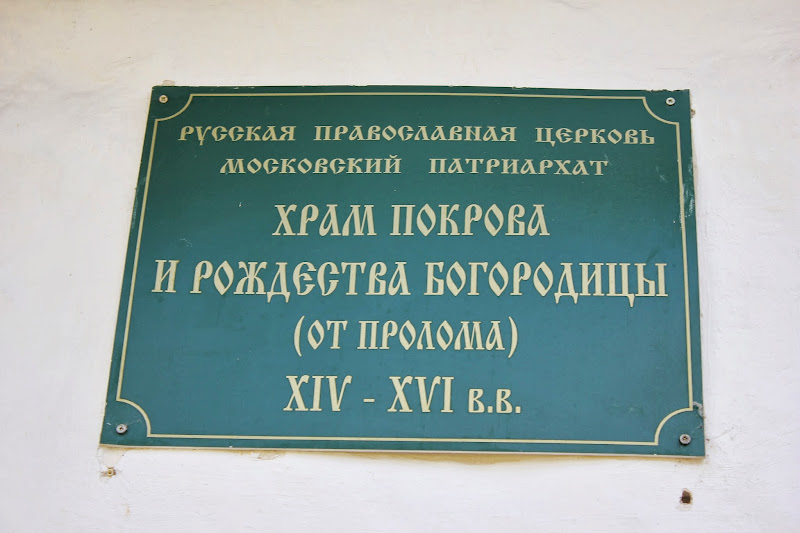 РУССКАЯ ПРАВОСЛАВНАЯ ЦЕРКОВЬ
МОСКОВСКИЙ ПАТРИАРХАТ
ХРАМ ПОКРОВА
И РОЖДЕСТВА БОГОРОДИЦЫ
(ОТ ПРОЛОМА)
XIV - XVI в.в.